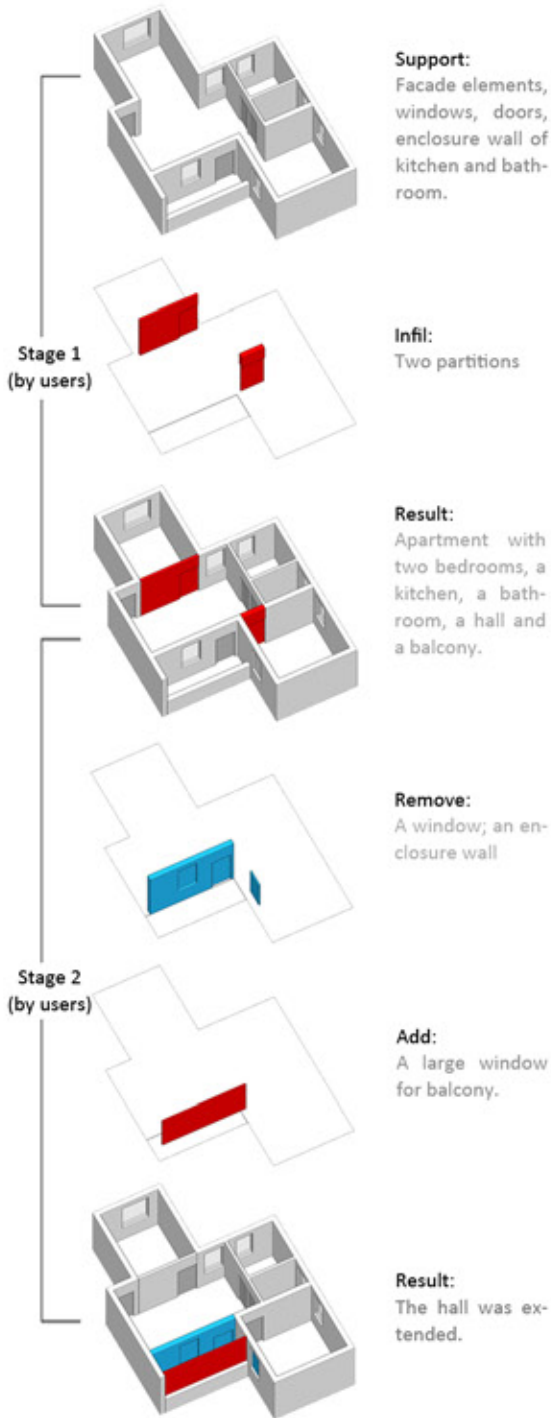 Support:
Facade elements,
windows, doors,
enclosure wall of
kitchen and bath-
room.
Stage 1
(by users)
Infil:
Two partitions
Result:
Apartment with
two bedrooms, a
kitchen, a bath-
room, a hall and
a balcony.
Remove:
A window; an en-
closure wall
Stage 2
(by users)
Add:
A large window
for balcony.
Result:
The hall was ex-
tended.